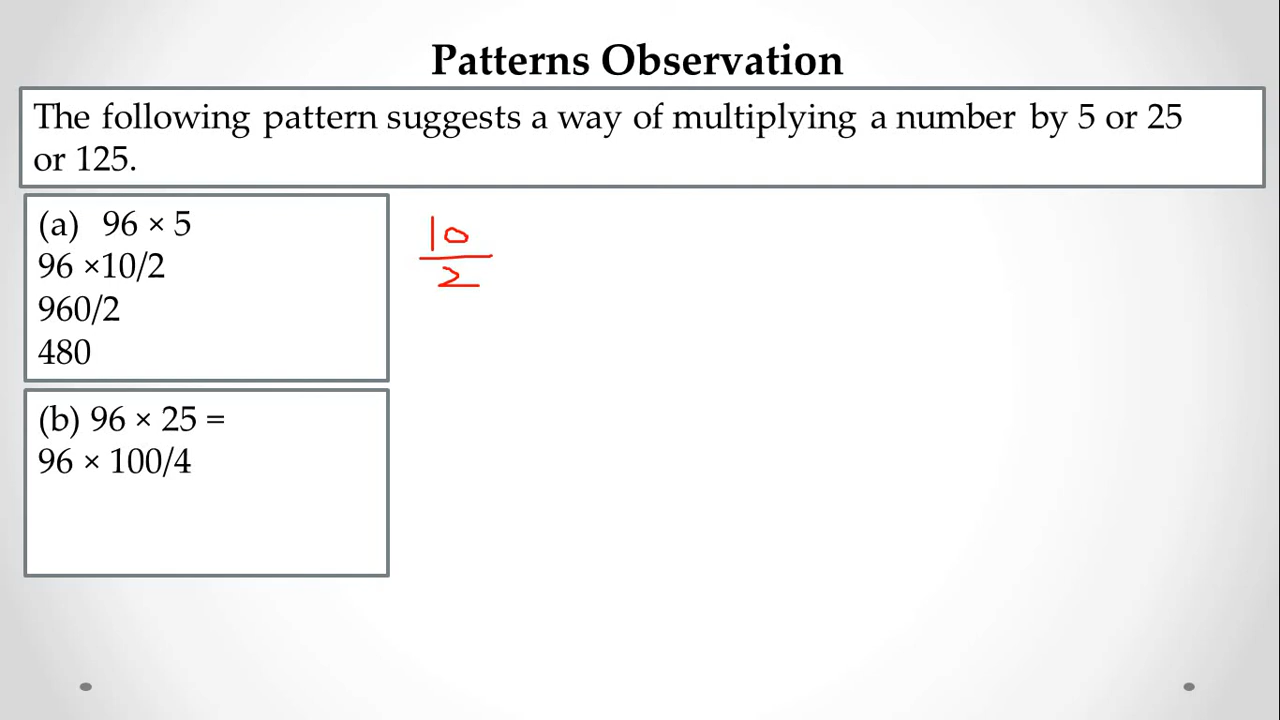 Patterns Observation
The following pattern suggests a way of multiplying a number by 5 or 25
or 125.
(a) 96 × 5
96 ×10/2
960/2
480
10
2
(b) 96 × 25 =
96 × 100/4